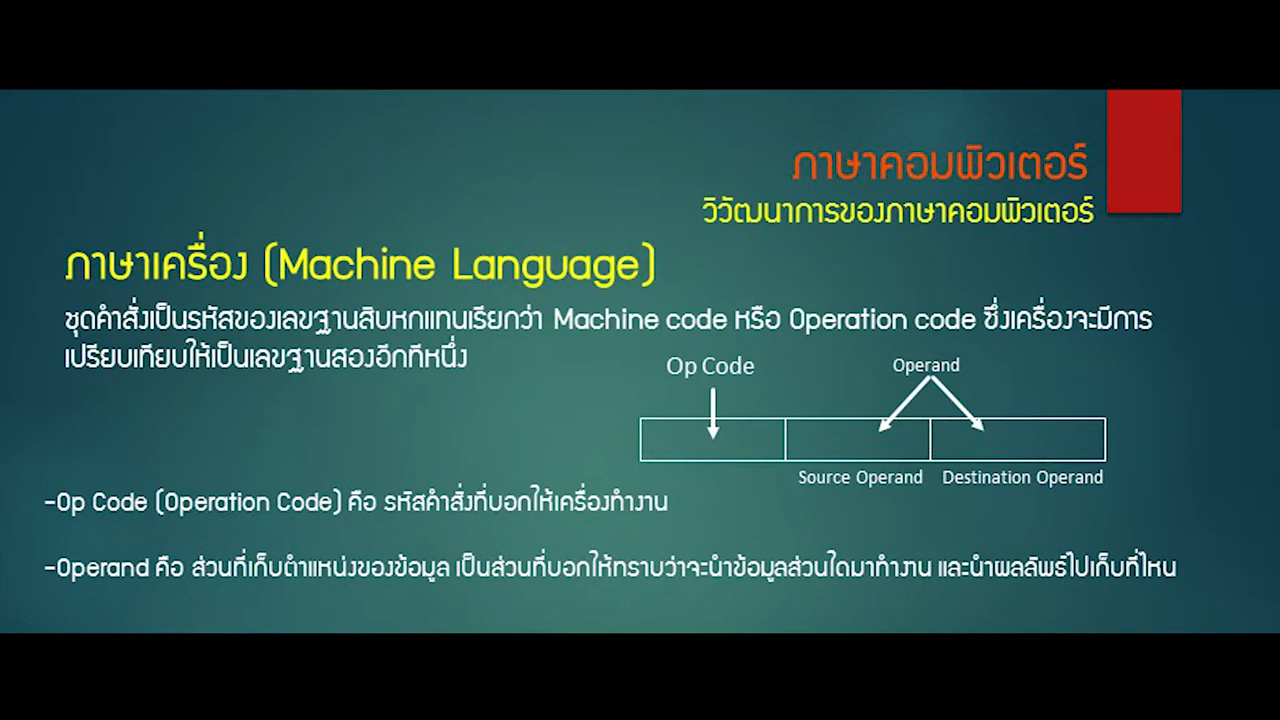 ภาษาคอมพิวเตอร์
วิวัฒนาการของภาษาคอมพิวเตอร์
ภาษาเครื่อง (Machine Language)
ชุดคำสั่งเป็นรหัสของเลขฐานสิบหกแทนเรียกว่า Machine code หรือ Operation code ซึ่งเครื่องจะมีการ
เปรียบเทียบให้เป็นเลขฐานสองอีกทีหนึ่ง
Op Code
Operand
Source Operand
Destination Operand
-Op Code (Operation Code) คือ รหัสคำสั่งที่บอกให้เครื่องทำงาน
-Operand คือ ส่วนที่เก็บตำแหน่งของข้อมูล เป็นส่วนที่บอกให้ทราบว่าจะนำข้อมูลส่วนใดมาทำงาน และนำผลลัพธ์ไปเก็บที่ไหน